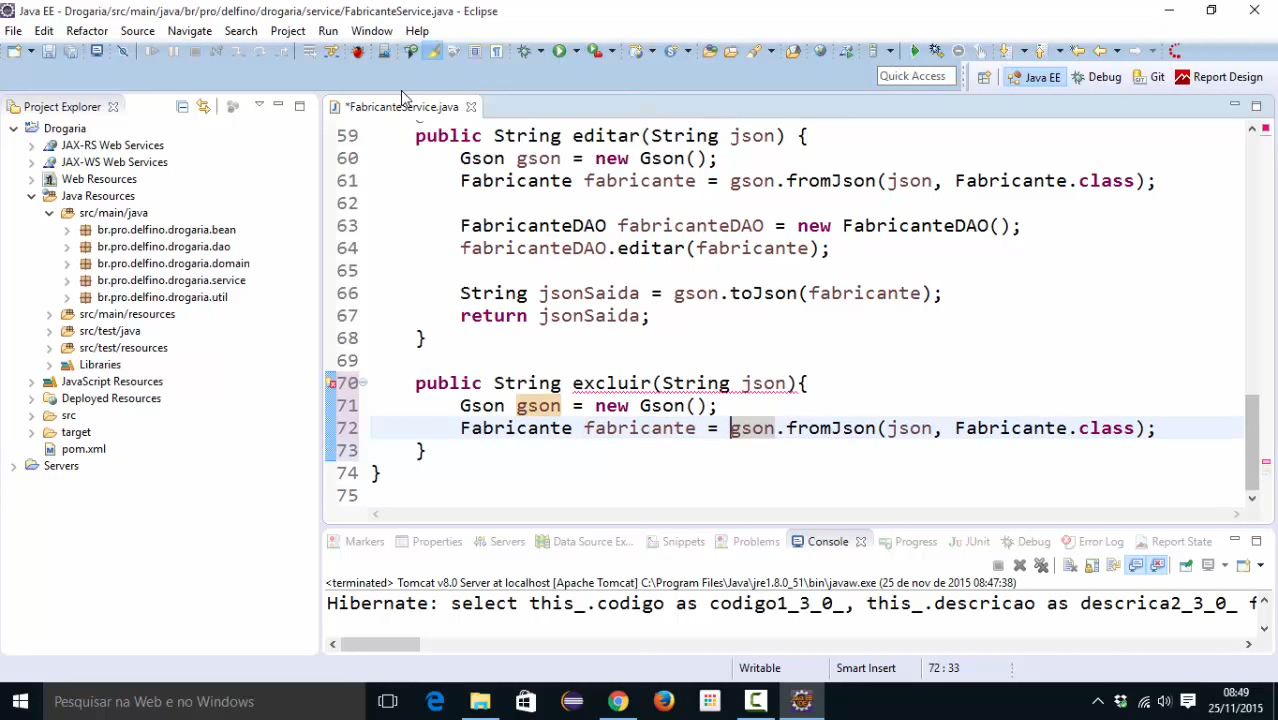 Java EE - Drogaria/src/main/java/br/pro/delfino/drogaria/service/FabricanteService.java - Eclipse
File Edit Refactor Source Navigate Search Project Run Window Help
Quick Access Java EE Debug Git Report Design
Project Explorer
*FabricanteService.java
Drogaria
JAX-RS Web Services
JAX-WS Web Services
Web Resources
Java Resources
src/main/java
br.pro.delfino.drogaria.bean
br.pro.delfino.drogaria.dao
br.pro.delfino.drogaria.domain
br.pro.delfino.drogaria.service
br.pro.delfino.drogaria.util
src/main/resources
src/test/java
src/test/resources
Libraries
JavaScript Resources
Deployed Resources
src
target
pom.xml
Servers
59 public String editar(String json) {
60 Gson gson = new Gson();
61 Fabricante fabricante = gson.fromJson(json, Fabricante.class);
62
63 FabricanteDAO fabricanteDAO = new FabricanteDAO();
64 fabricanteDAO.editar(fabricante);
65
66 String jsonSaida = gson.toJson(fabricante);
67 return jsonSaida;
68 }
69
70 public String excluir(String json){
71 Gson gson = new Gson();
72 Fabricante fabricante = gson.fromJson(json, Fabricante.class);
73 }
74 }
75
Markers Properties Servers Data Source Ex... Snippets Problems Console Progress JUnit Debug Error Log Report State
<terminated> Tomcat v8.0 Server at localhost [Apache Tomcat] C:\Program Files\Java\jre1.8.0_51\bin\javaw.exe (25 de nov de 2015 08:47:38)
Hibernate: select this_.codigo as codigo1_3_0_, this_.descricao as descrica2_3_0_ f
Writable Smart Insert 72 : 33
Pesquisar na Web e no Windows
08:49
25/11/2015